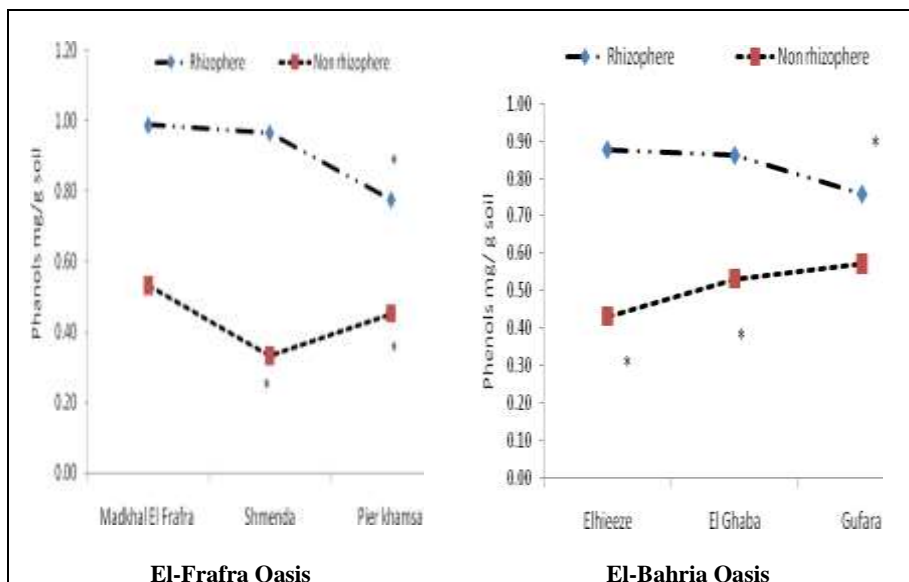 Rhizophere
Non rhizophere
Phanols mg/g soil
1.20
1.00
0.80
0.60
0.40
0.20
0.00
*
*
*
Madkhal El Frafra
Shmenda
Pier khamsa
El-Frafra Oasis
Rhizophere
Non rhizophere
Phenols mg/ g soil
1.00
0.90
0.80
0.70
0.60
0.50
0.40
0.30
0.20
0.10
0.00
*
*
*
Elhieeze
El Ghaba
Gufara
El-Bahria Oasis